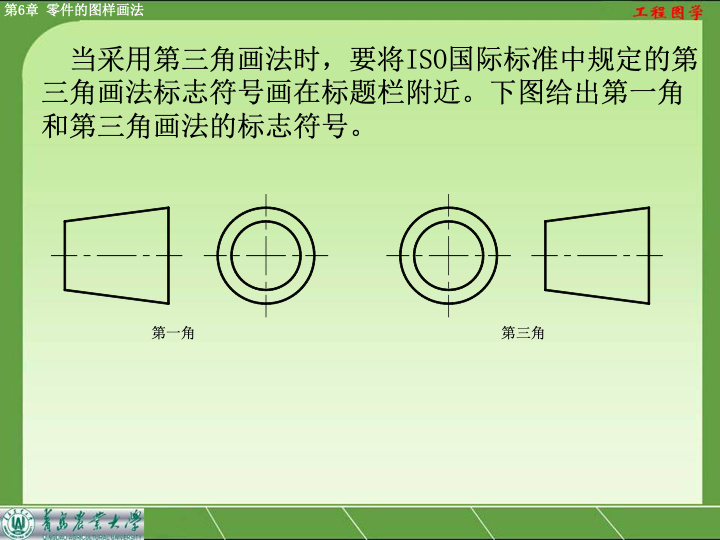 第6章 零件的图样画法
工程图学
当采用第三角画法时，要将ISO国际标准中规定的第
三角画法标志符号画在标题栏附近。下图给出第一角
和第三角画法的标志符号。
第一角
第三角
青岛农业大学